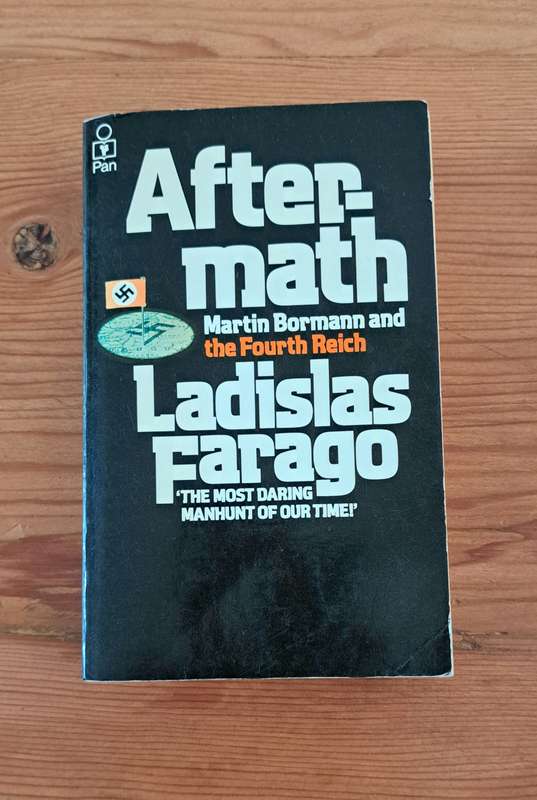 Pan
After-
math
Martin Bormann and
the Fourth Reich
Ladislas
Farago
‘THE MOST DARING
MANHUNT OF OUR TIME!’